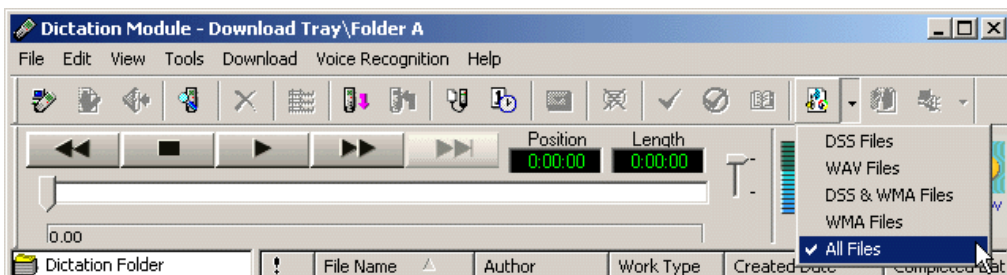 Dictation Module - Download Tray\Folder A
File Edit View Tools Download Voice Recognition Help
Position Length
0:00:00 0:00:00
DSS Files
WAV Files
DSS & WMA Files
WMA Files
✓ All Files
0.00
Dictation Folder ! File Name Author Work Type Created Date Completed